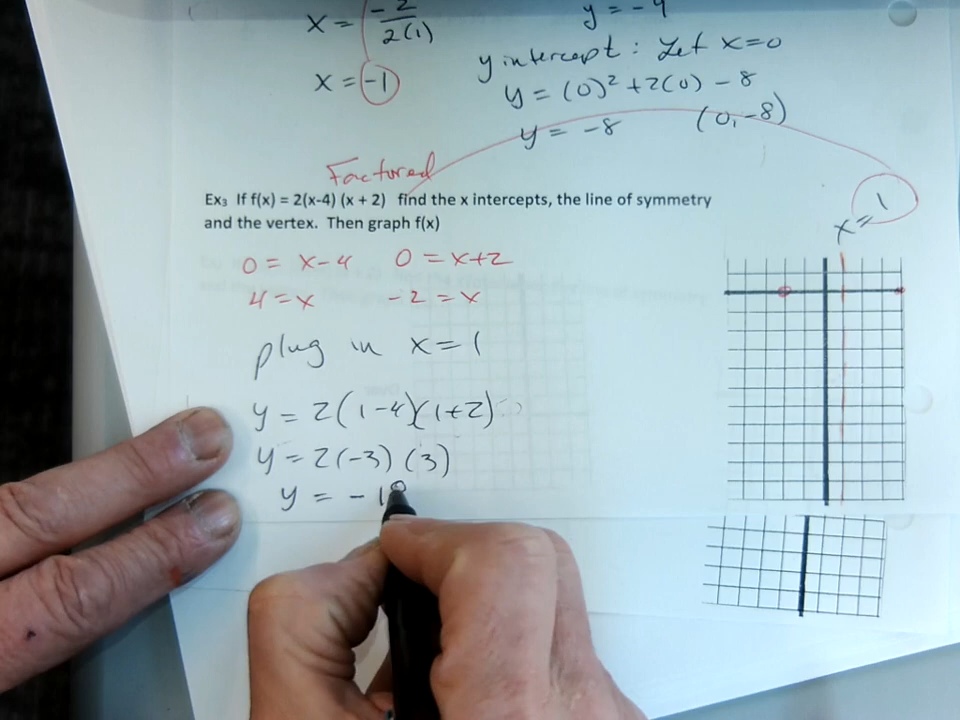 x = -2/2(1)
y = -9
x = -1
y intercept: Let x=0
y = (0)² + 2(0) - 8
y = -8 (0, -8)
Factored
Ex3 If f(x) = 2(x-4) (x + 2) find the x intercepts, the line of symmetry
and the vertex. Then graph f(x)
x = 1
0 = x-4 0 = x+2
4 = x -2 = x
plug in x = 1
y = 2(1-4)(1+2)
y = 2(-3)(3)
y = -18